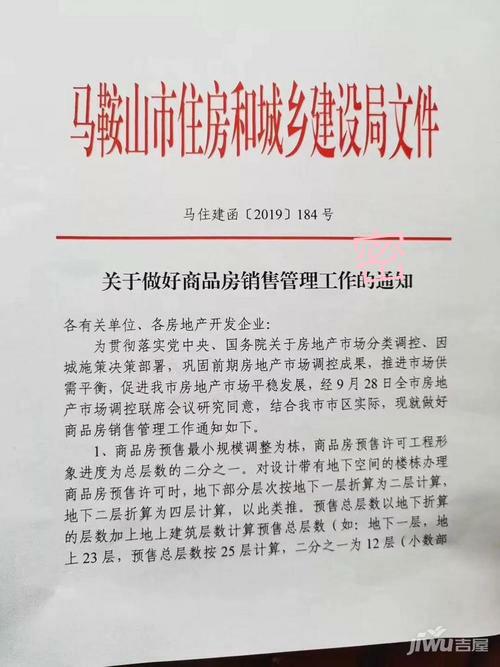 马鞍山市住房和城乡建设局文件
马住建函〔2019〕184 号
关于做好商品房销售管理工作的通知
各有关单位、各房地产开发企业：
为贯彻落实党中央、国务院关于房地产市场分类调控、因
城施策决策部署，巩固前期房地产市场调控成果，推进市场供
需平衡，促进我市房地产市场平稳发展，经 9 月 28 日全市房地
产市场调控联席会议研究同意，结合我市市区实际，现就做好
商品房销售管理工作通知如下。
1、商品房预售最小规模调整为栋，商品房预售许可工程形
象进度为总层数的二分之一。对设计带有地下空间的楼栋办理
商品房预售许可时，地下部分层次按地下一层折算为二层计算，
地下二层折算为四层计算，以此类推。预售总层数以地下折算
的层数加上地上建筑层数计算预售总层数（如：地下一层，地
上 23 层，预售总层数按 25 层计算，二分之一为 12 层（小数部
JIWU吉屋